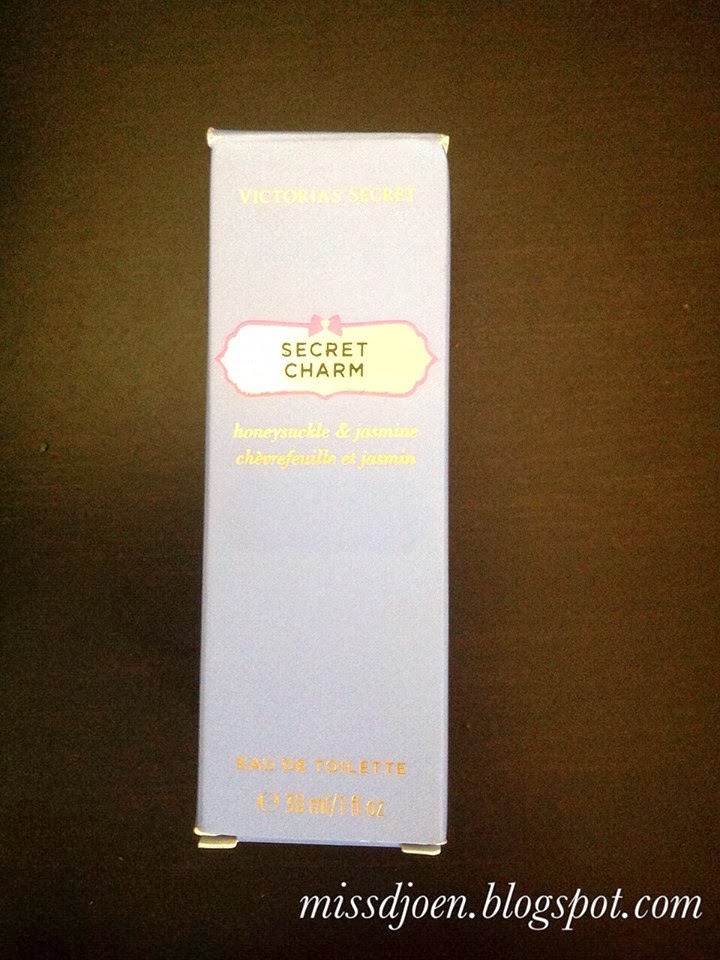 VICTORIA'S SECRET
SECRET
CHARM
honeysuckle & jasmine
chèvrefeuille et jasmin
EAU DE TOILETTE
℮ 30 ml/1 fl oz
missdjoen.blogspot.com